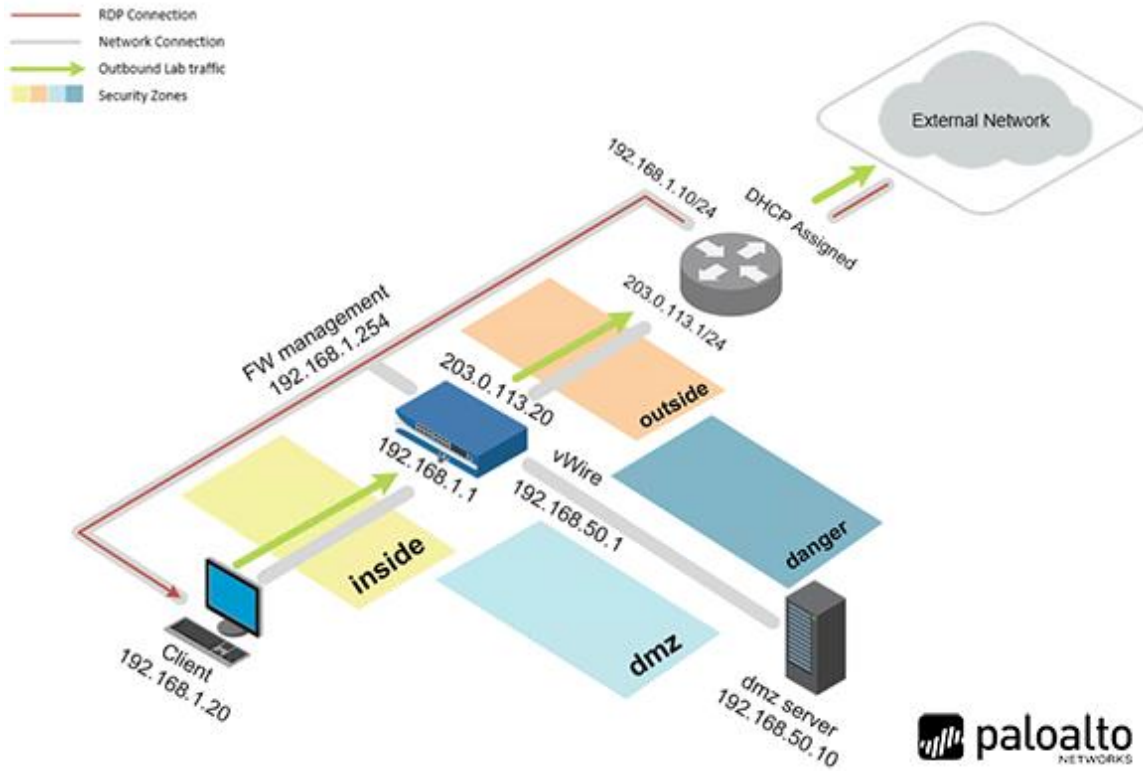 RDP Connection
Network Connection
Outbound Lab traffic
Security Zones
External Network
192.168.1.10/24
DHCP Assigned
203.0.113.1/24
FW management
192.168.1.254
203.0.113.20
outside
192.168.1.1
vWire
192.168.50.1
danger
inside
dmz
Client
192.168.1.20
dmz server
192.168.50.10
paloalto
NETWORKS